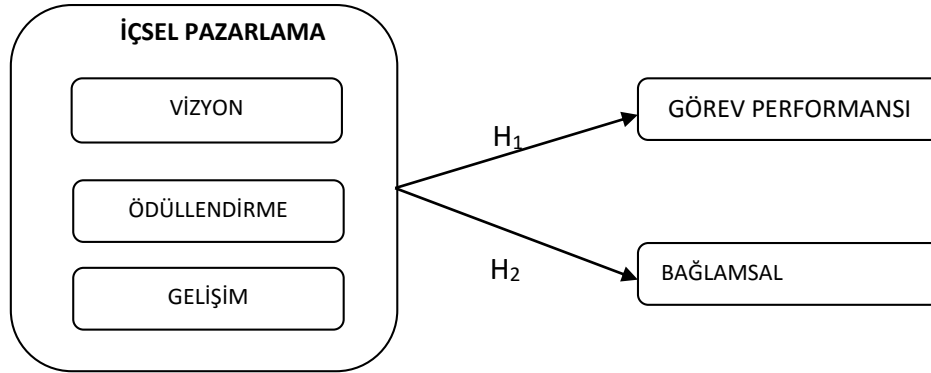 İÇSEL PAZARLAMA
VİZYON
ÖDÜLLENDİRME
GELİŞİM
H₁
H₂
GÖREV PERFORMANSI
BAĞLAMSAL